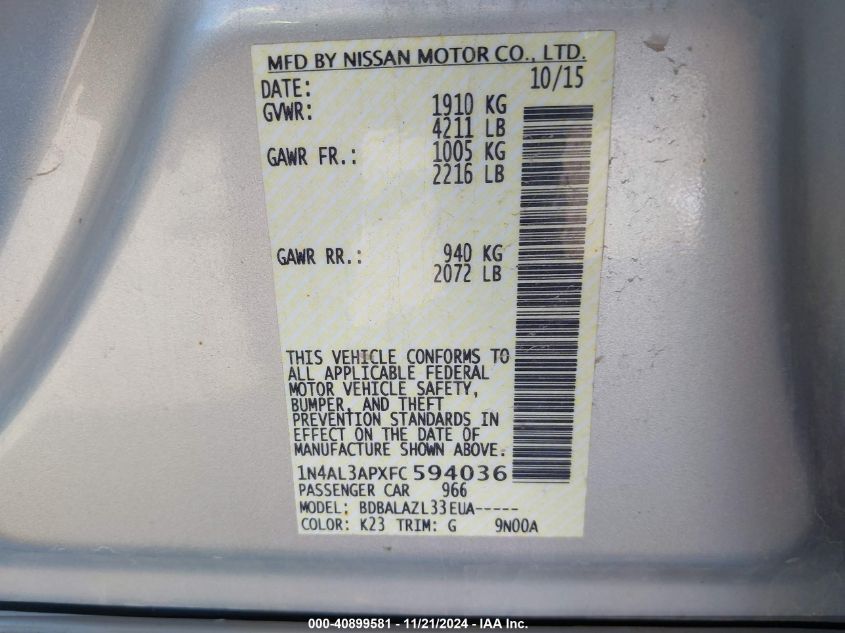 MFD BY NISSAN MOTOR CO., LTD.
DATE: 10/15
GVWR: 1910 KG
4211 LB
GAWR FR.: 1005 KG
2216 LB
GAWR RR.: 940 KG
2072 LB
THIS VEHICLE CONFORMS TO
ALL APPLICABLE FEDERAL
MOTOR VEHICLE SAFETY,
BUMPER, AND THEFT
PREVENTION STANDARDS IN
EFFECT ON THE DATE OF
MANUFACTURE SHOWN ABOVE.
1N4AL3APXFC594036
PASSENGER CAR 966
MODEL: BDBALAZL33EUA-----
COLOR: K23 TRIM: G 9N00A
000-40899581 - 11/21/2024 - IAA Inc.